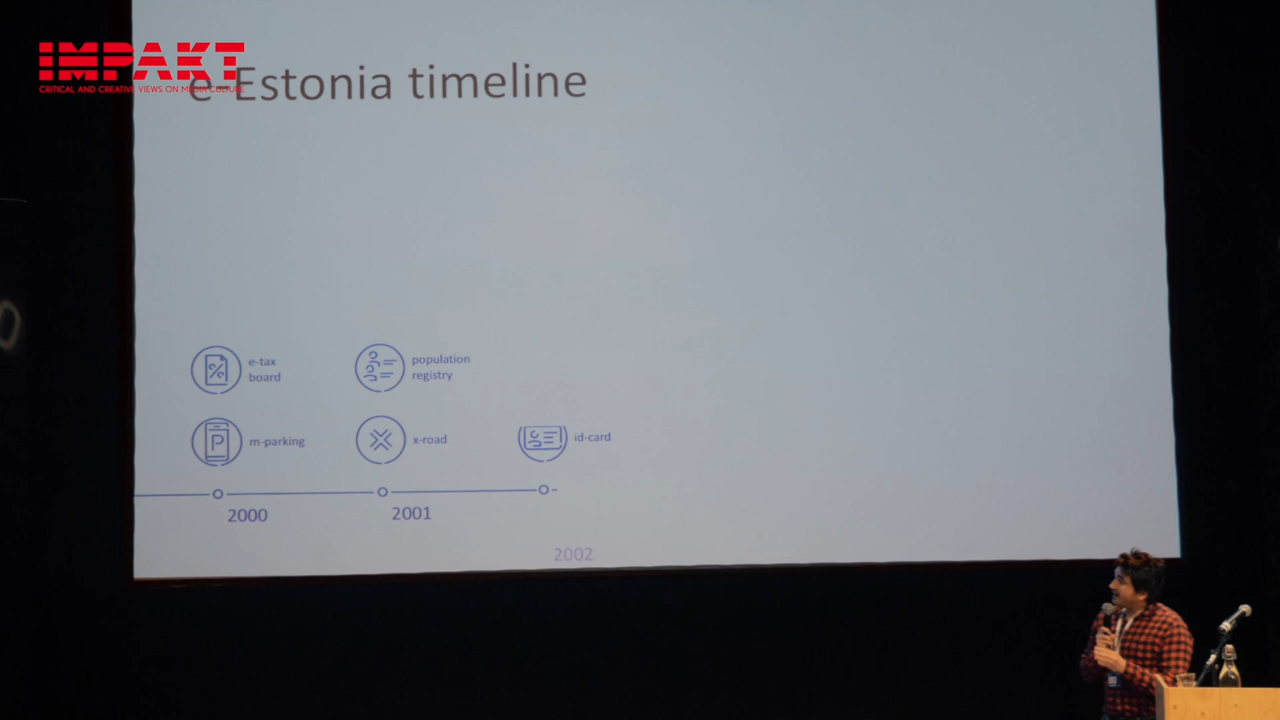 IMPAKT
CRITICAL AND CREATIVE VIEWS ON MEDIA CULTURE
e-Estonia timeline
e-tax
board
population
registry
P
m-parking
x-road
id-card
2000
2001
2002